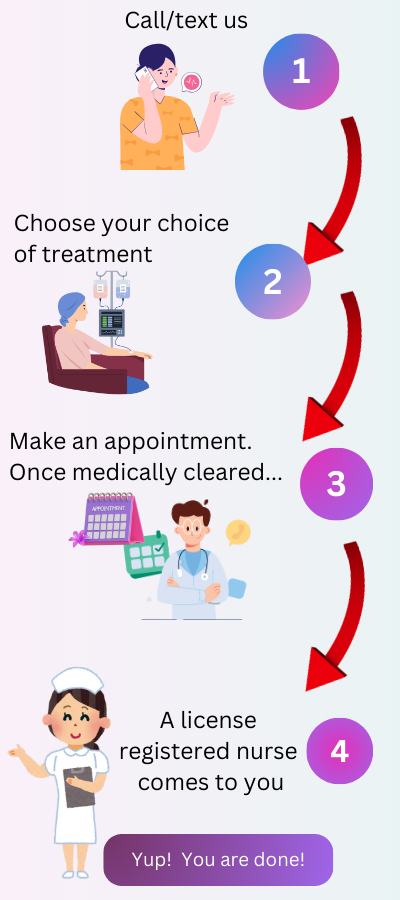 Call/text us
1
Choose your choice
of treatment
2
Make an appointment.
Once medically cleared...
3
APPOINTMENT
A license
registered nurse
comes to you
4
Yup!  You are done!